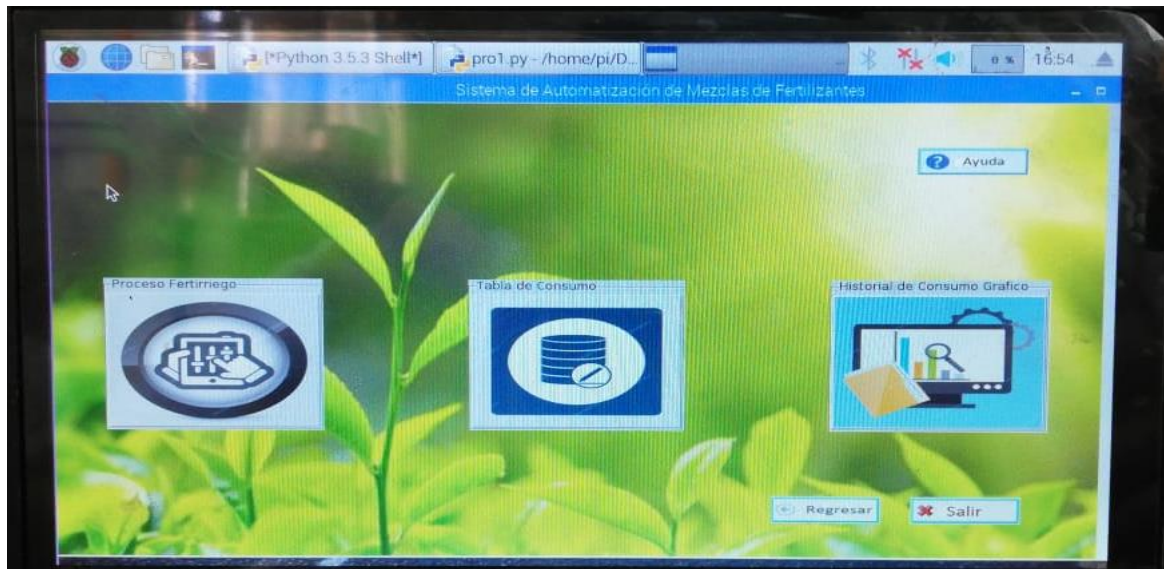 [*Python 3.5.3 Shell*]
pro1.py - /home/pi/D...
0 %
16:54
Sistema de Automatización de Mezclas de Fertilizantes
Ayuda
Proceso Fertirriego
Tabla de Consumo
Historial de Consumo Grafico
Regresar
Salir